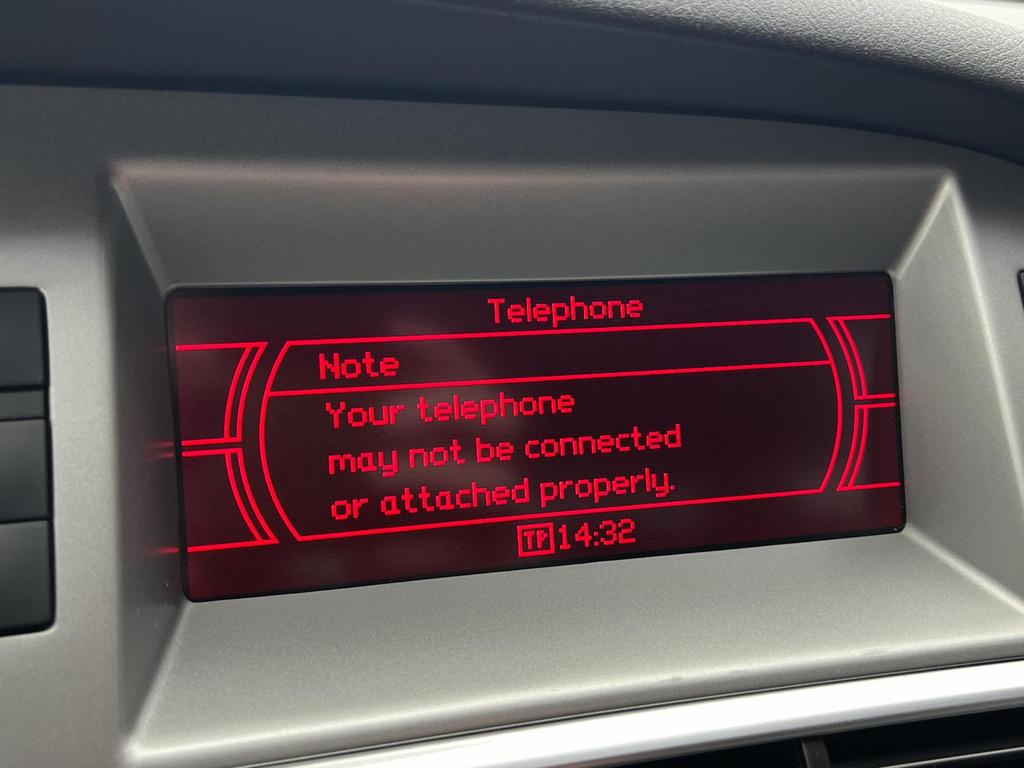 Telephone
Note
Your telephone
may not be connected
or attached properly.
TP 14:32